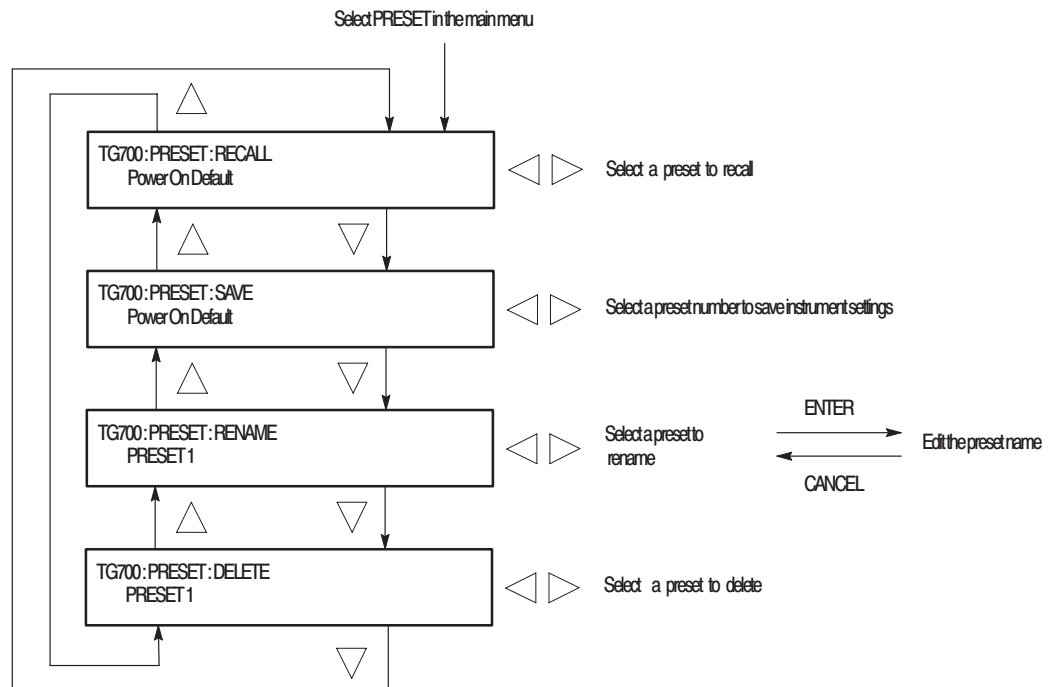 Select PRESET in the main menu
TG700 : PRESET : RECALL
Power On Default
Select a preset to recall
TG700 : PRESET : SAVE
Power On Default
Select a preset number to save instrument settings
TG700 : PRESET : RENAME
PRESET 1
Select a preset to
rename
ENTER
Edit the preset name
CANCEL
TG700 : PRESET : DELETE
PRESET 1
Select a preset to delete